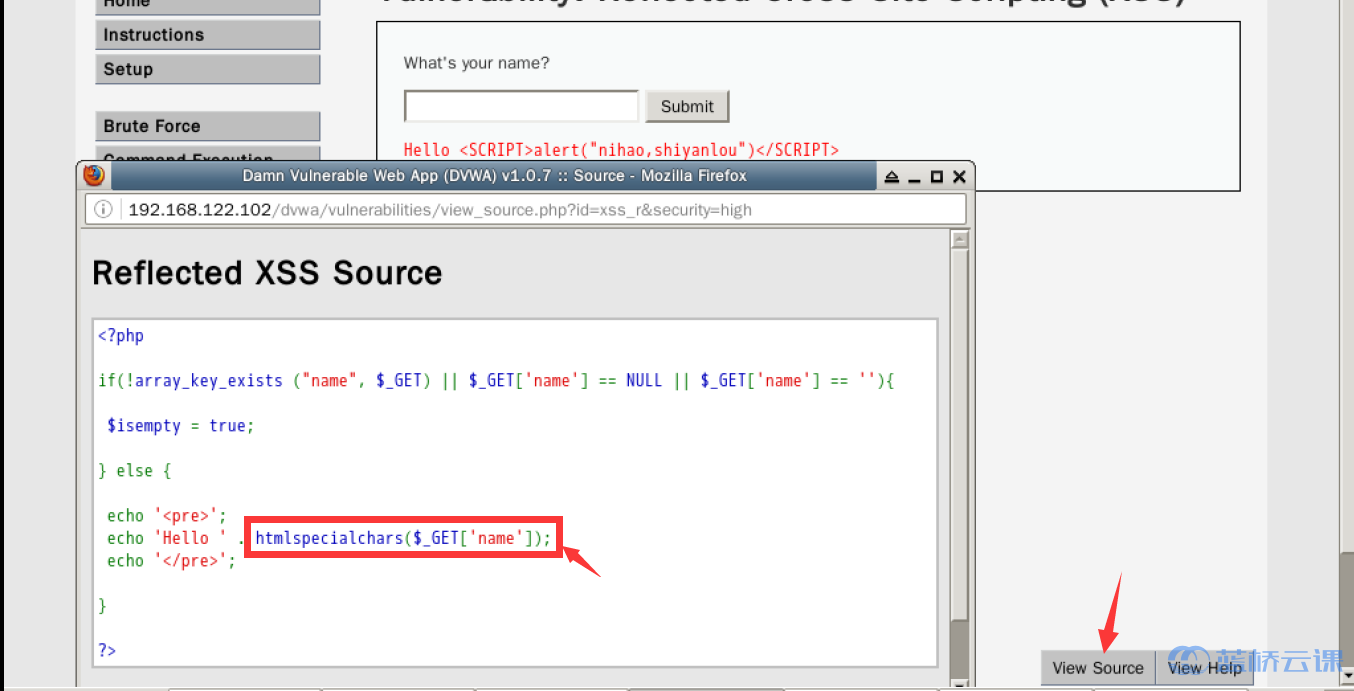 Home
Vulnerability: Reflected Cross Site Scripting (XSS)
Instructions
Setup
Brute Force
Command Execution
What's your name?
Submit
Hello <SCRIPT>alert("nihao,shiyanlou")</SCRIPT>
Damn Vulnerable Web App (DVWA) v1.0.7 :: Source - Mozilla Firefox
192.168.122.102/dvwa/vulnerabilities/view_source.php?id=xss_r&security=high
Reflected XSS Source
<?php
if(!array_key_exists ("name", $_GET) || $_GET['name'] == NULL || $_GET['name'] == ''){
$isempty = true;
} else {
echo '<pre>';
echo 'Hello ' . htmlspecialchars($_GET['name']);
echo '</pre>';
}
?>
View Source
View Help
蓝桥云课